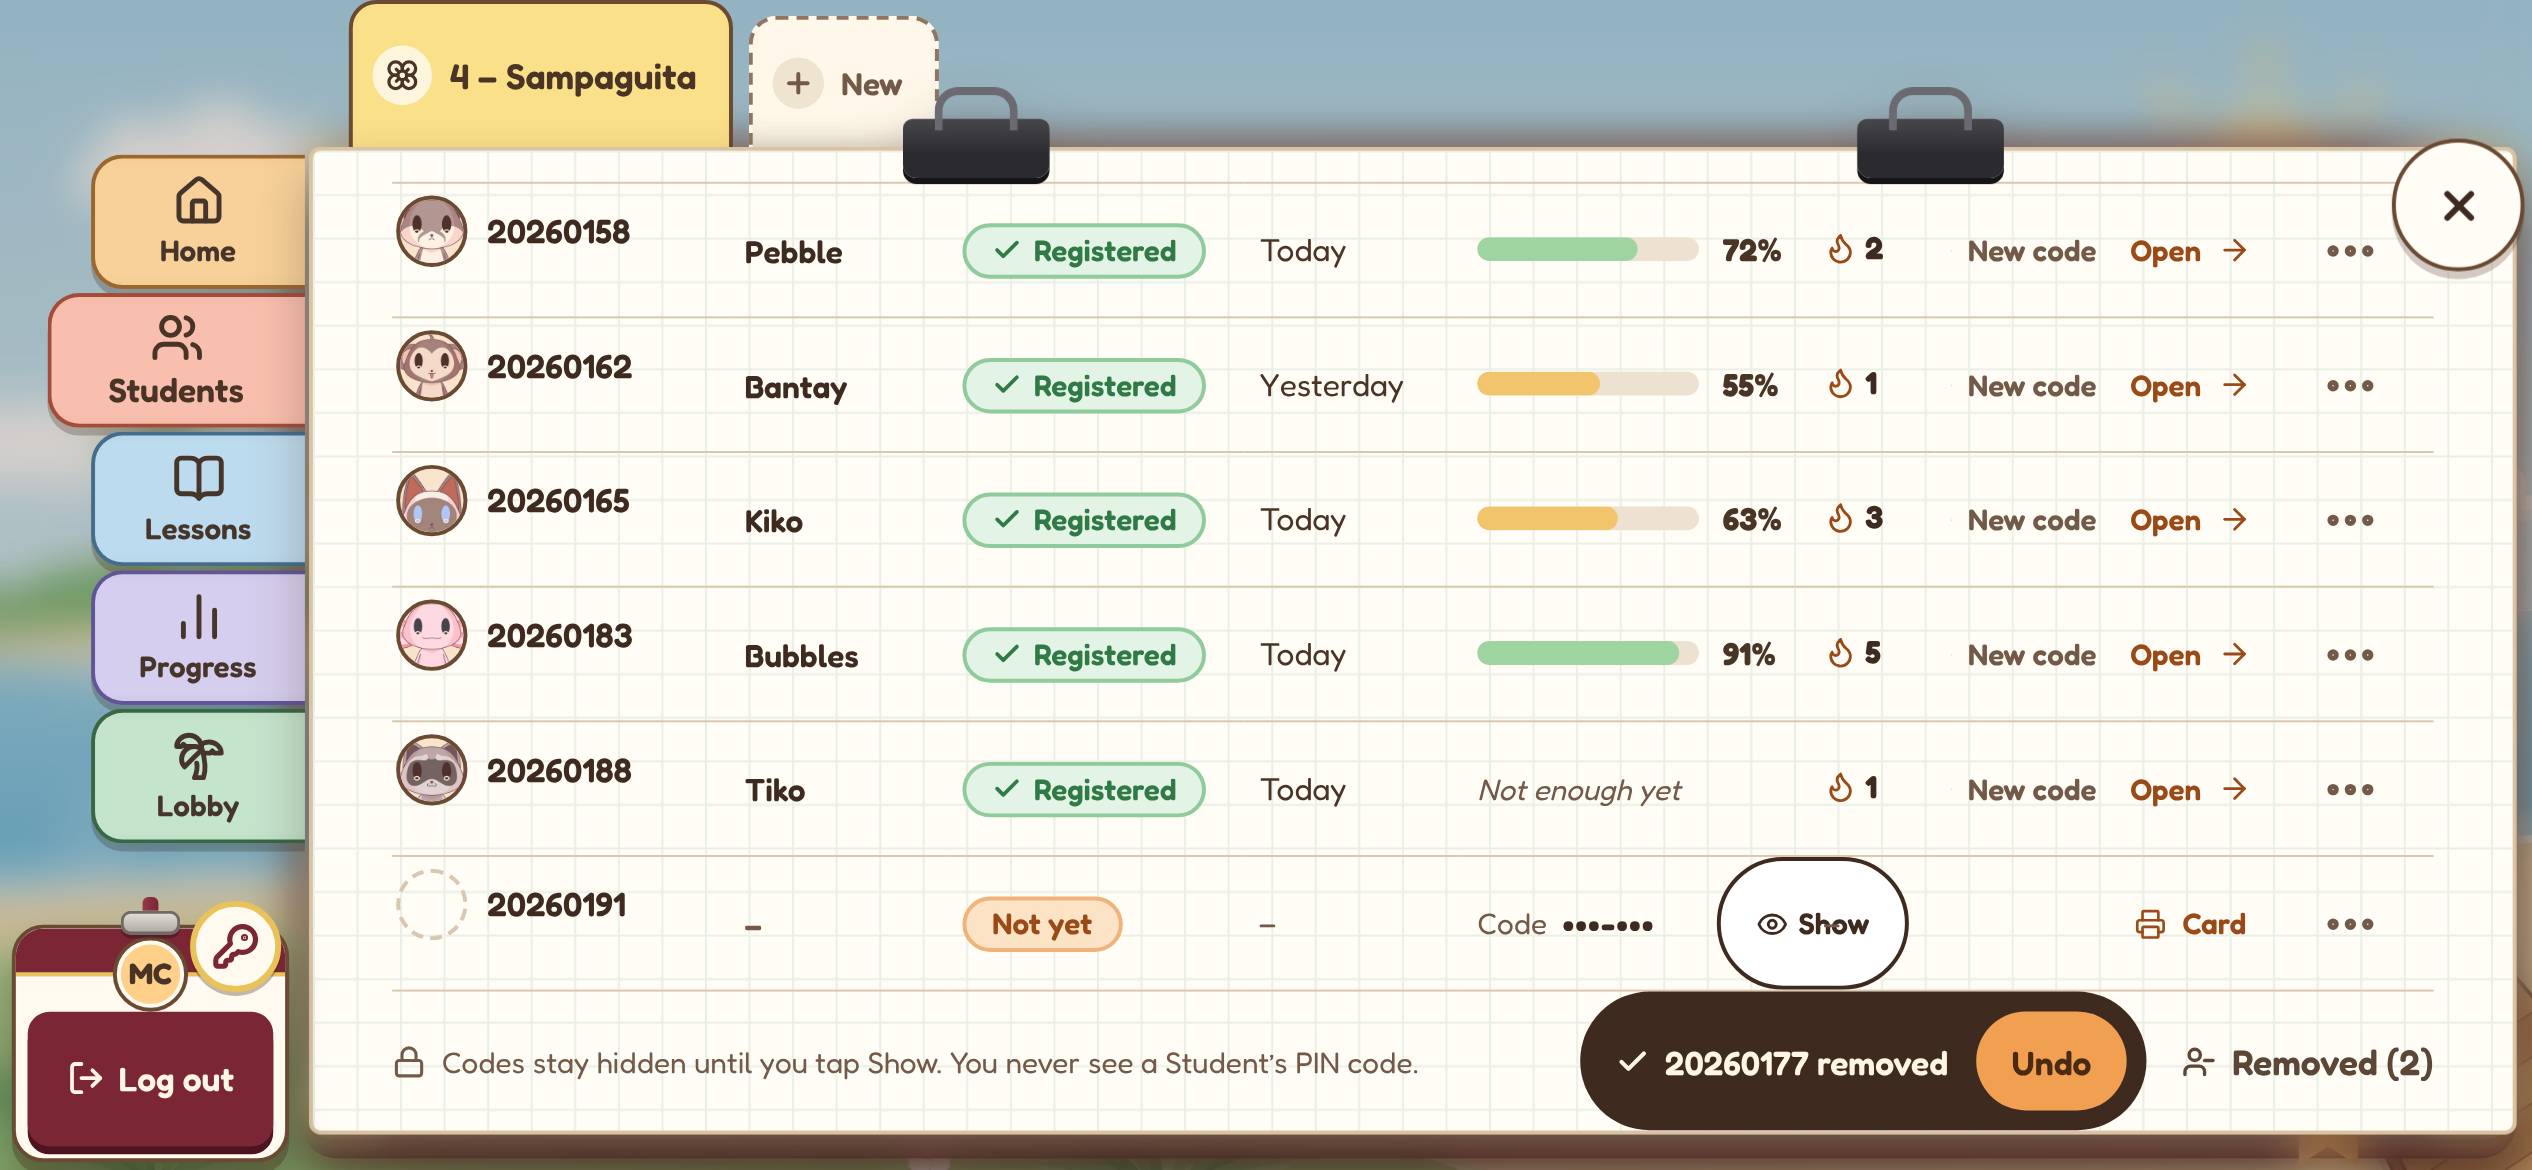 4 – Sampaguita
New
Home
Students
Lessons
Progress
Lobby
MC
Log out
20260158 Pebble Registered Today 72% 2 New code Open
20260162 Bantay Registered Yesterday 55% 1 New code Open
20260165 Kiko Registered Today 63% 3 New code Open
20260183 Bubbles Registered Today 91% 5 New code Open
20260188 Tiko Registered Today Not enough yet 1 New code Open
20260191 – Not yet – Code •••-••• Show Card
Codes stay hidden until you tap Show. You never see a Student’s PIN code.
20260177 removed Undo
Removed (2)